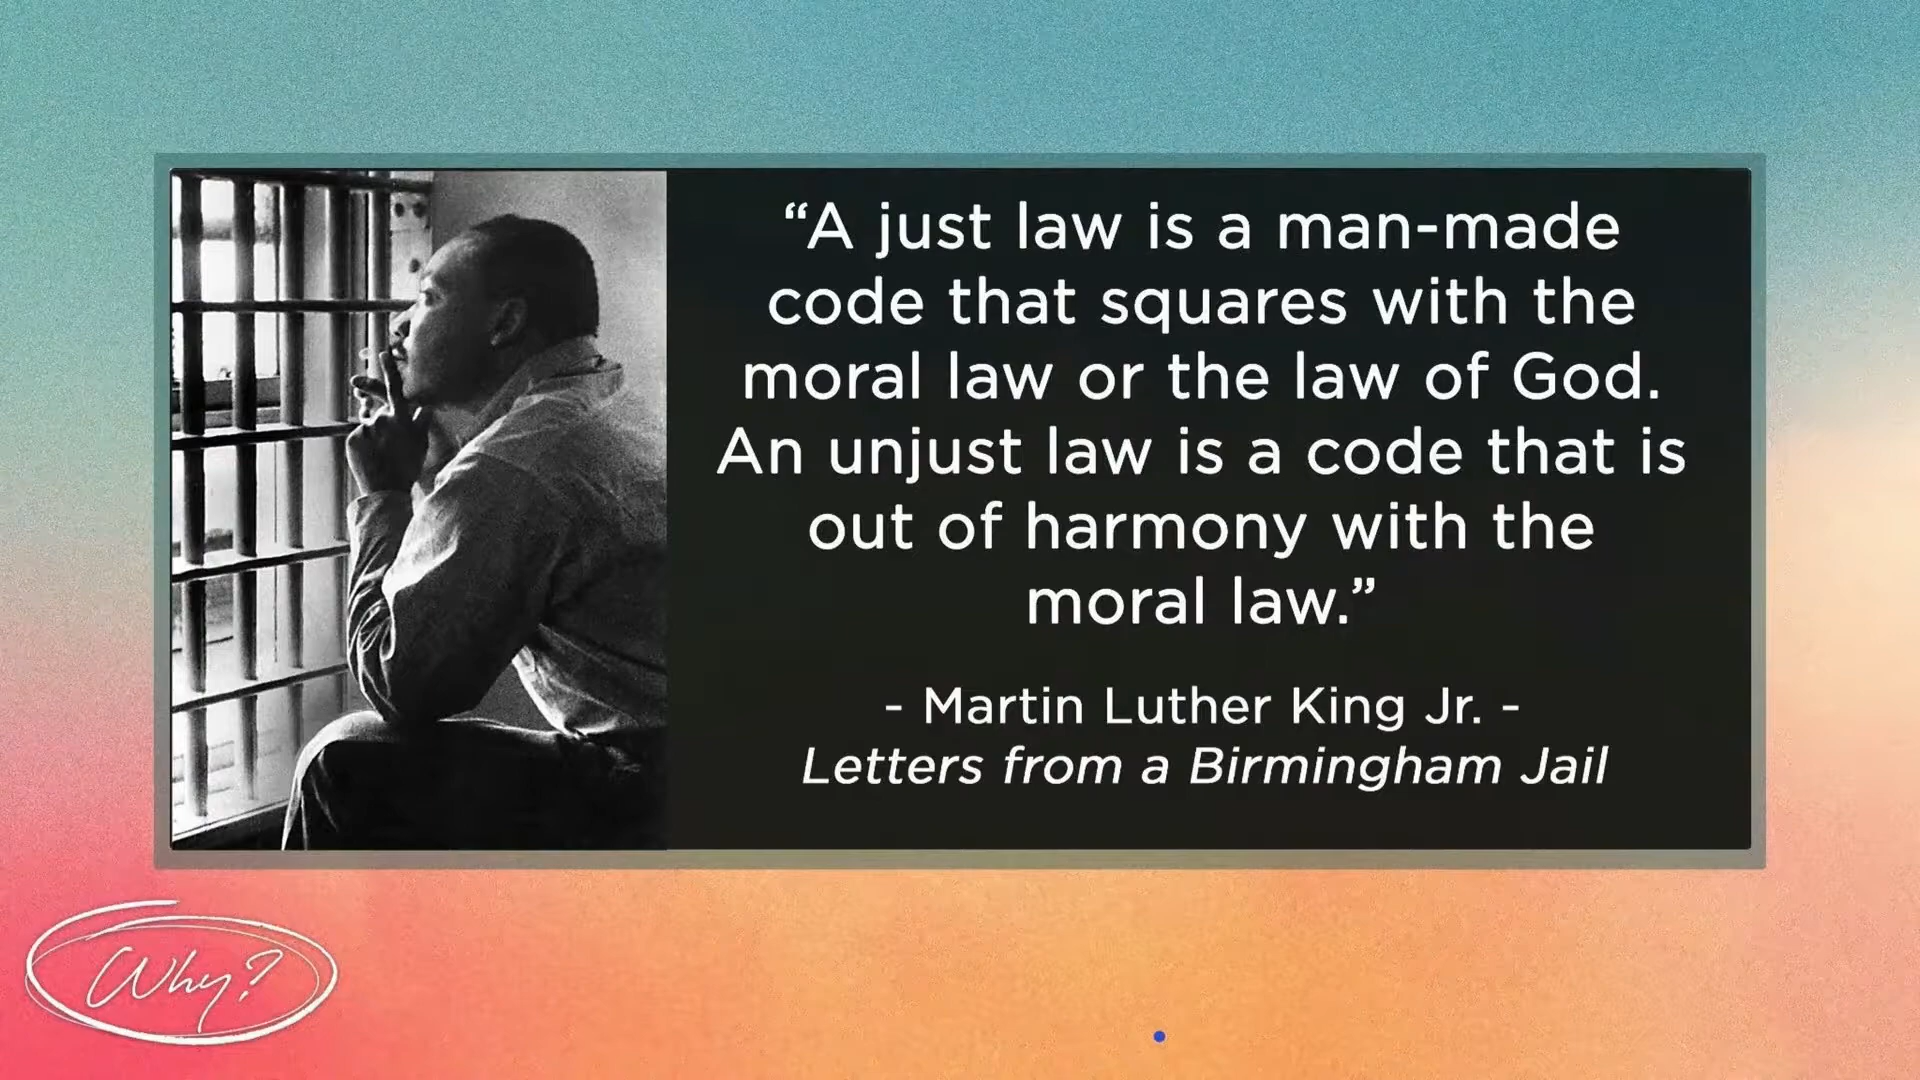 “A just law is a man-made
code that squares with the
moral law or the law of God.
An unjust law is a code that is
out of harmony with the
moral law.”
- Martin Luther King Jr. -
Letters from a Birmingham Jail
Why?